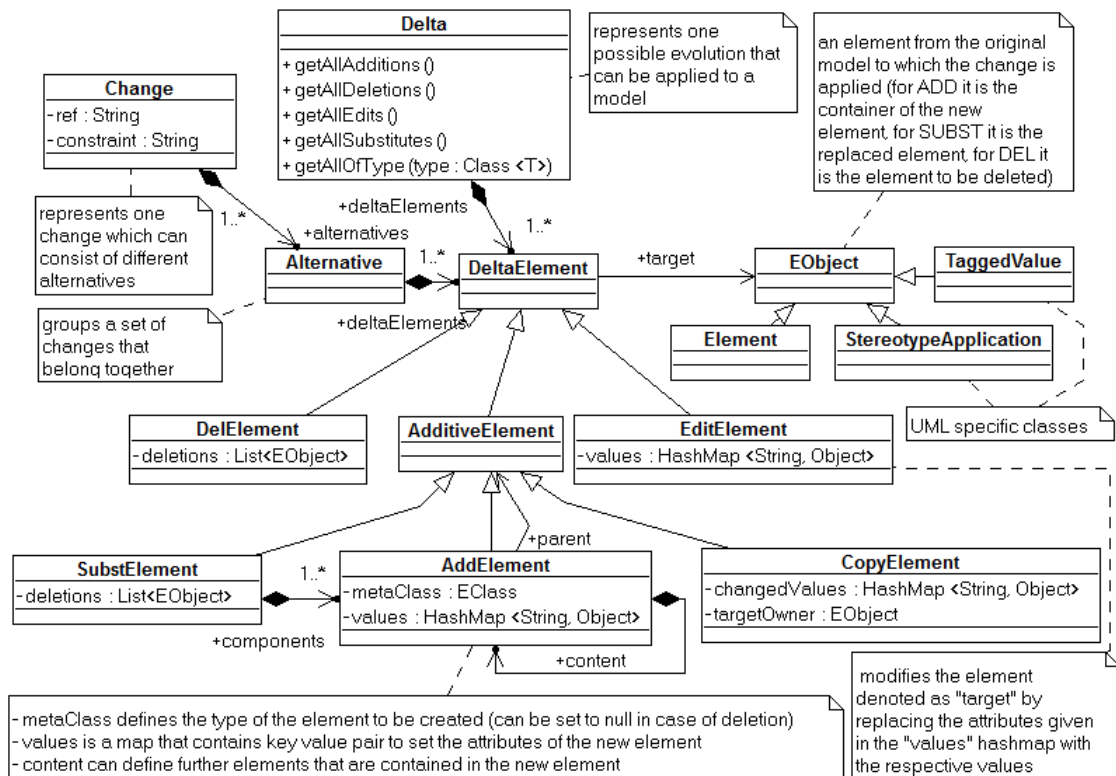 Delta
+ getAllAdditions ()
+ getAllDeletions ()
+ getAllEdits ()
+ getAllSubstitutes ()
+ getAllOfType (type : Class <T>)
represents one
possible evolution that
can be applied to a
model
an element from the original
model to which the change is
applied (for ADD it is the
container of the new
element, for SUBST it is the
replaced element, for DEL it
is the element to be deleted)
Change
- ref : String
- constraint : String
represents one
change which can
consist of different
alternatives
1..*
+alternatives
+deltaElements
1..*
Alternative
1..*
+deltaElements
DeltaElement
+target
EObject
TaggedValue
Element
StereotypeApplication
UML specific classes
groups a set of
changes that
belong together
DelElement
- deletions : List<EObject>
AdditiveElement
EditElement
- values : HashMap <String, Object>
+parent
SubstElement
- deletions : List<EObject>
1..*
+components
AddElement
- metaClass : EClass
- values : HashMap <String, Object>
+content
CopyElement
- changedValues : HashMap <String, Object>
- targetOwner : EObject
- metaClass defines the type of the element to be created (can be set to null in case of deletion)
- values is a map that contains key value pair to set the attributes of the new element
- content can define further elements that are contained in the new element
modifies the element
denoted as "target" by
replacing the attributes given
in the "values" hashmap with
the respective values